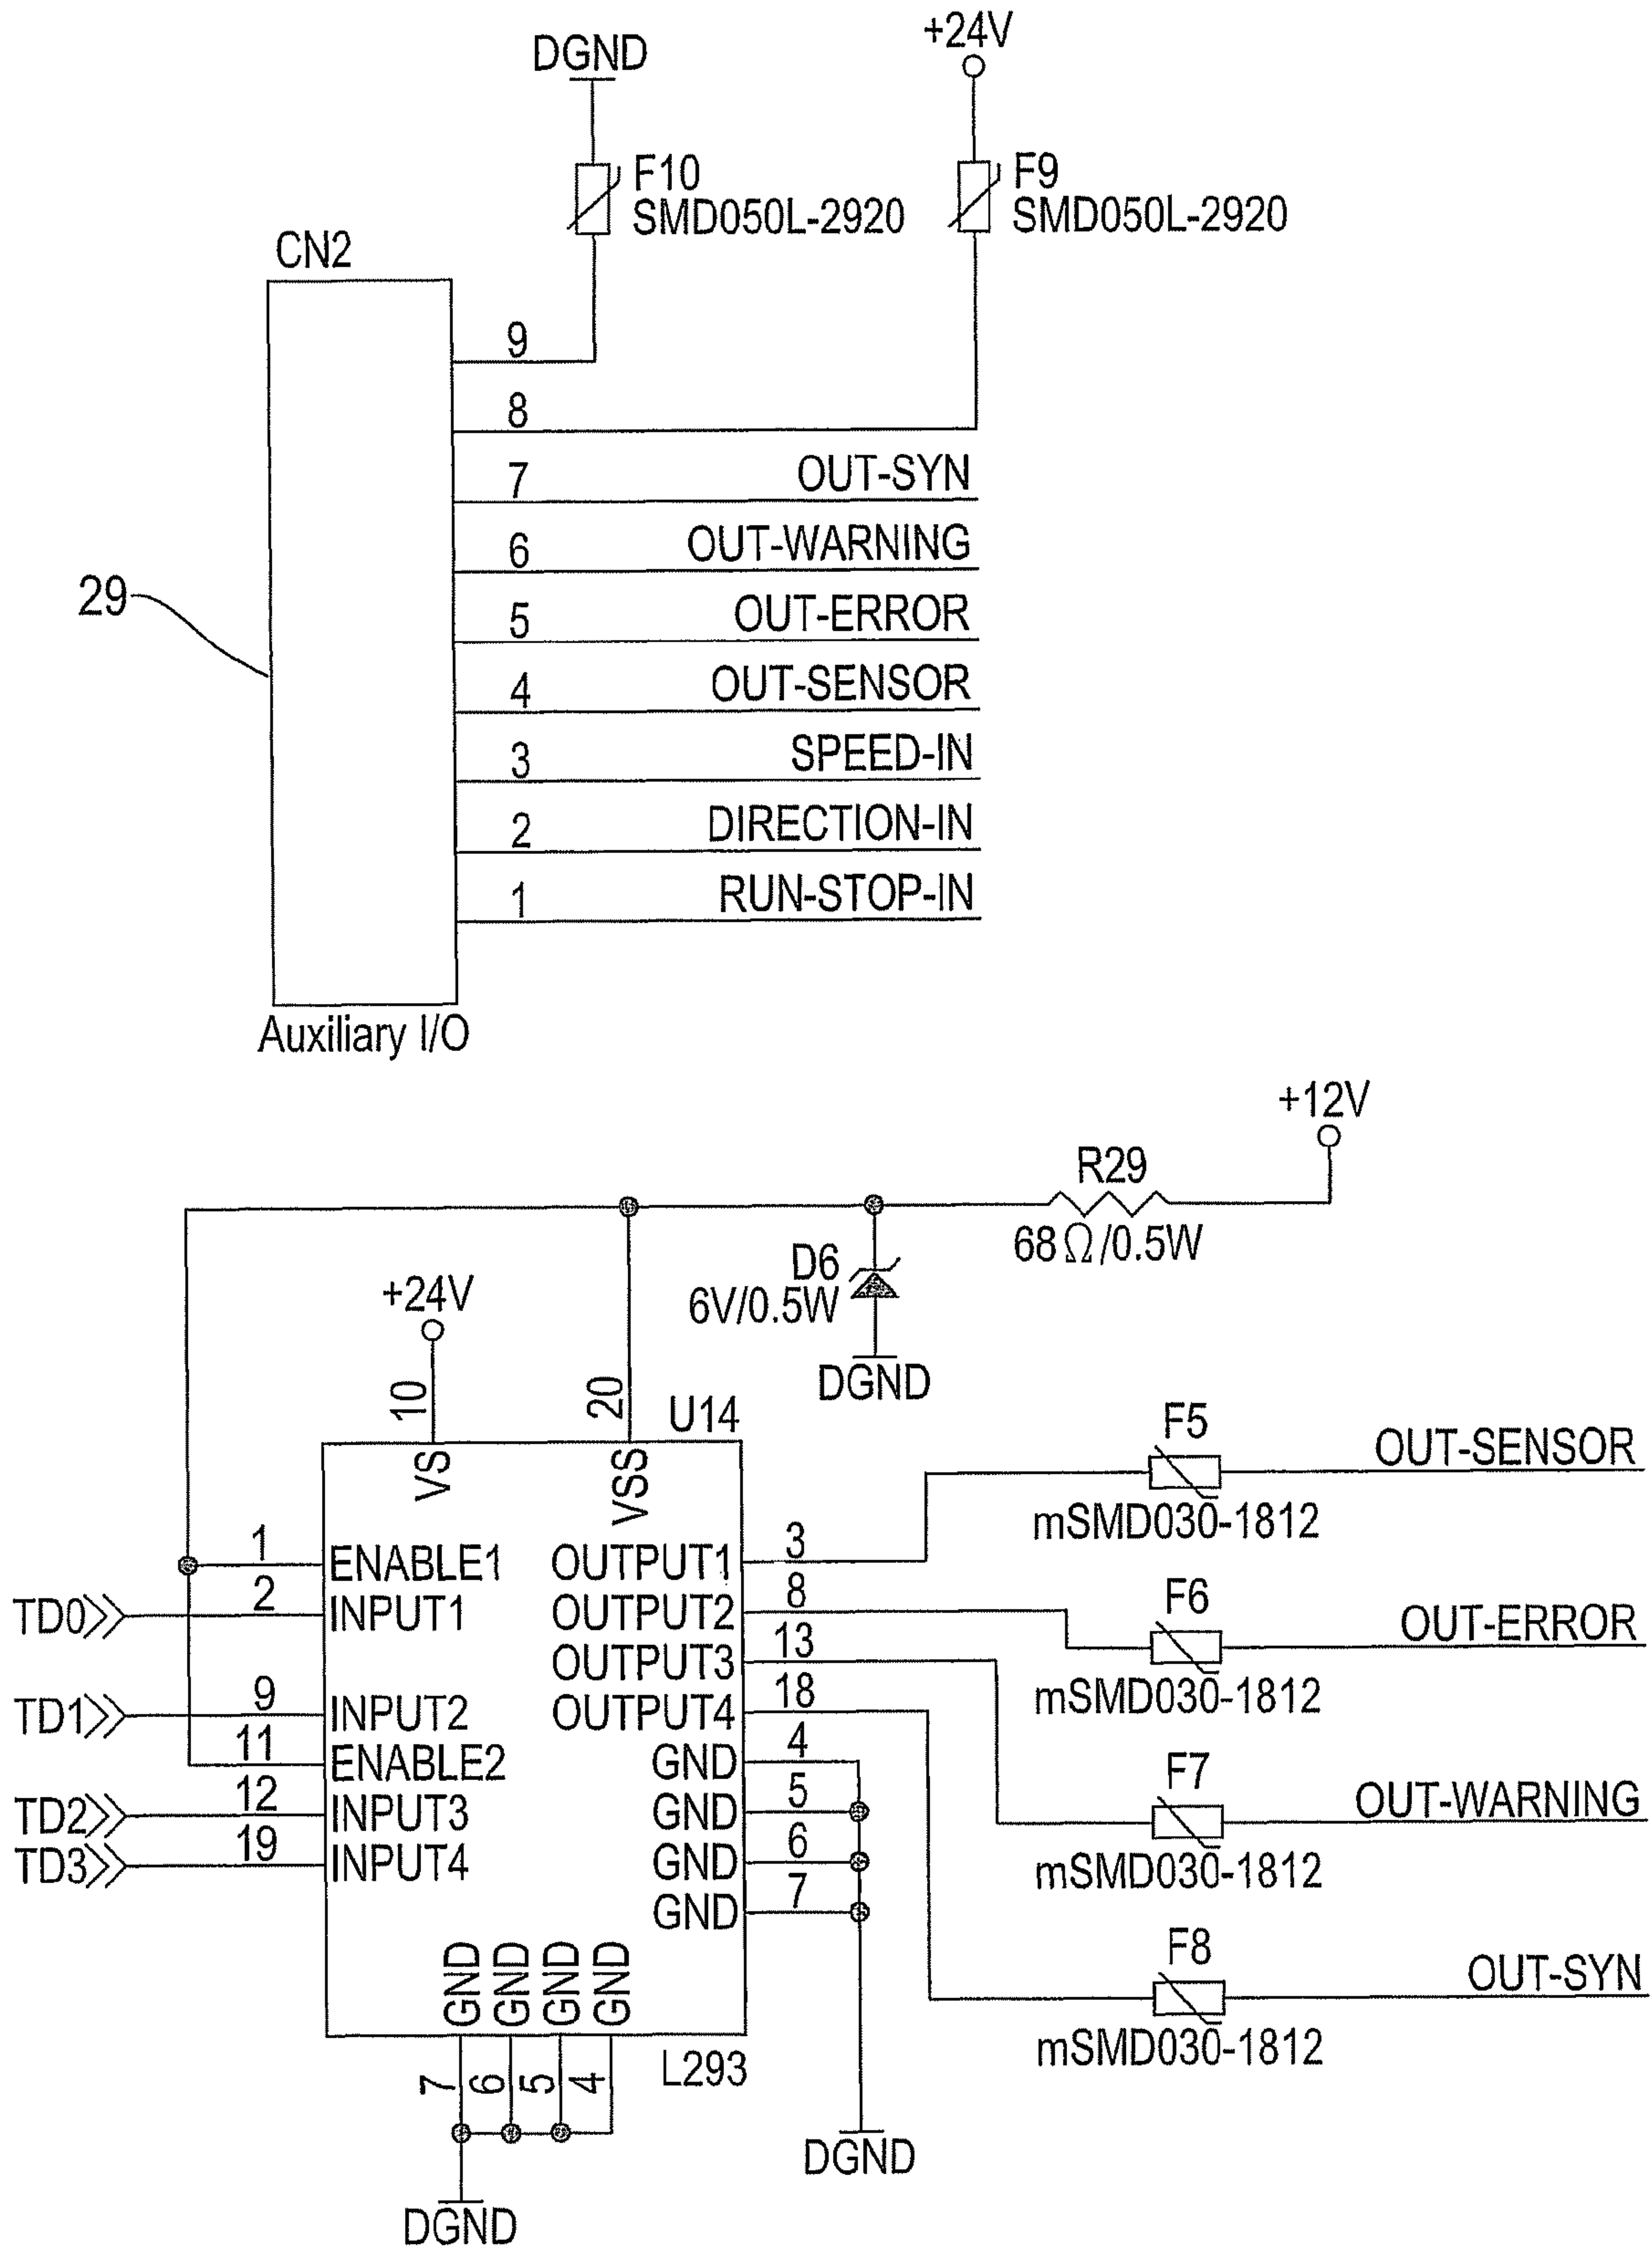 DGND
+24V
F10
SMD050L-2920
F9
SMD050L-2920
CN2
9
8
7 OUT-SYN
6 OUT-WARNING
5 OUT-ERROR
29
4 OUT-SENSOR
3 SPEED-IN
2 DIRECTION-IN
1 RUN-STOP-IN
Auxiliary I/O
+12V
R29
68Ω/0.5W
D6
6V/0.5W
DGND
+24V
10
20
U14
VS
VSS
F5
OUT-SENSOR
mSMD030-1812
1 ENABLE1 OUTPUT1 3
TD0 2 INPUT1 OUTPUT2 8
F6
OUT-ERROR
mSMD030-1812
OUTPUT3 13
TD1 9 INPUT2 OUTPUT4 18
11 ENABLE2 GND 4
TD2 12 INPUT3 GND 5
TD3 19 INPUT4 GND 6
GND 7
F7
OUT-WARNING
mSMD030-1812
F8
OUT-SYN
mSMD030-1812
GND GND GND GND
L293
7 6 5 4
DGND
DGND